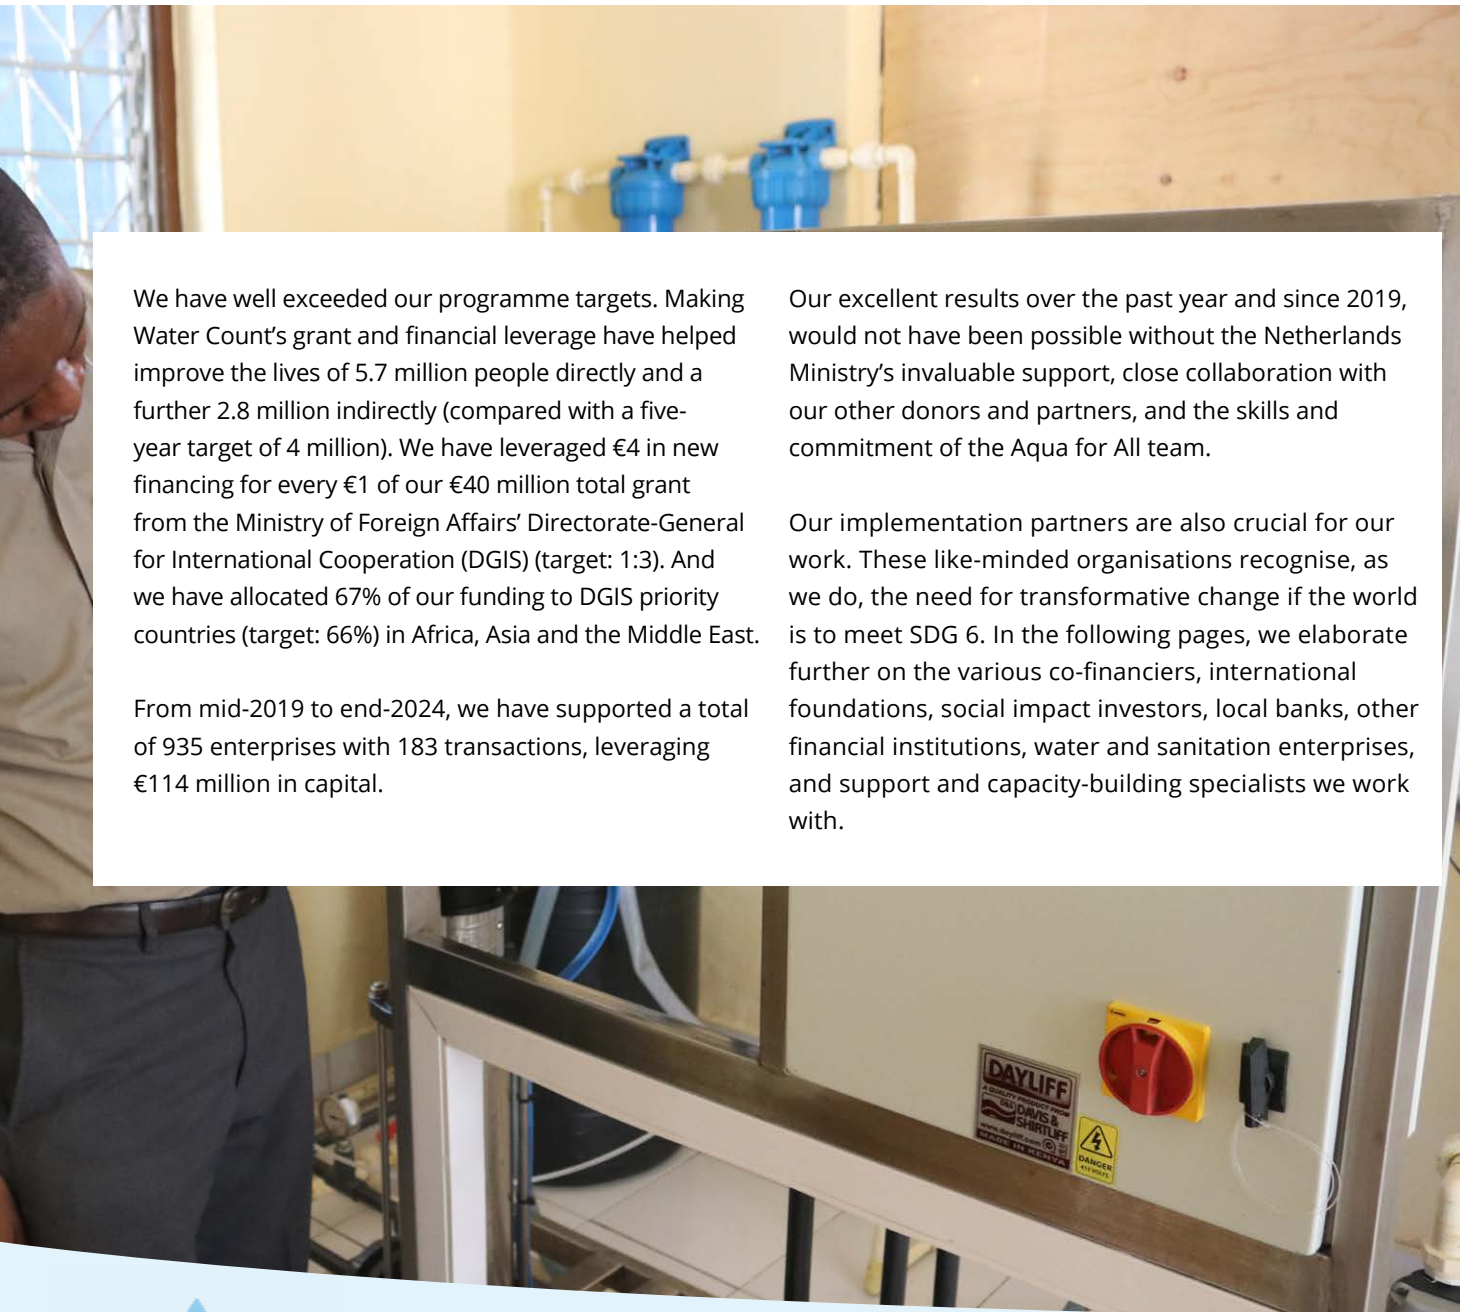 We have well exceeded our programme targets. Making
Water Count’s grant and financial leverage have helped
improve the lives of 5.7 million people directly and a
further 2.8 million indirectly (compared with a five-
year target of 4 million). We have leveraged €4 in new
financing for every €1 of our €40 million total grant
from the Ministry of Foreign Affairs’ Directorate-General
for International Cooperation (DGIS) (target: 1:3). And
we have allocated 67% of our funding to DGIS priority
countries (target: 66%) in Africa, Asia and the Middle East.
From mid-2019 to end-2024, we have supported a total
of 935 enterprises with 183 transactions, leveraging
€114 million in capital.
Our excellent results over the past year and since 2019,
would not have been possible without the Netherlands
Ministry’s invaluable support, close collaboration with
our other donors and partners, and the skills and
commitment of the Aqua for All team.
Our implementation partners are also crucial for our
work. These like-minded organisations recognise, as
we do, the need for transformative change if the world
is to meet SDG 6. In the following pages, we elaborate
further on the various co-financiers, international
foundations, social impact investors, local banks, other
financial institutions, water and sanitation enterprises,
and support and capacity-building specialists we work
with.
DAYLIFF
A QUALITY PRODUCT FROM
DAVIS &
SHIRTLIFF
www.dayliff.com
MADE IN KENYA
DANGER
415 VOLTS